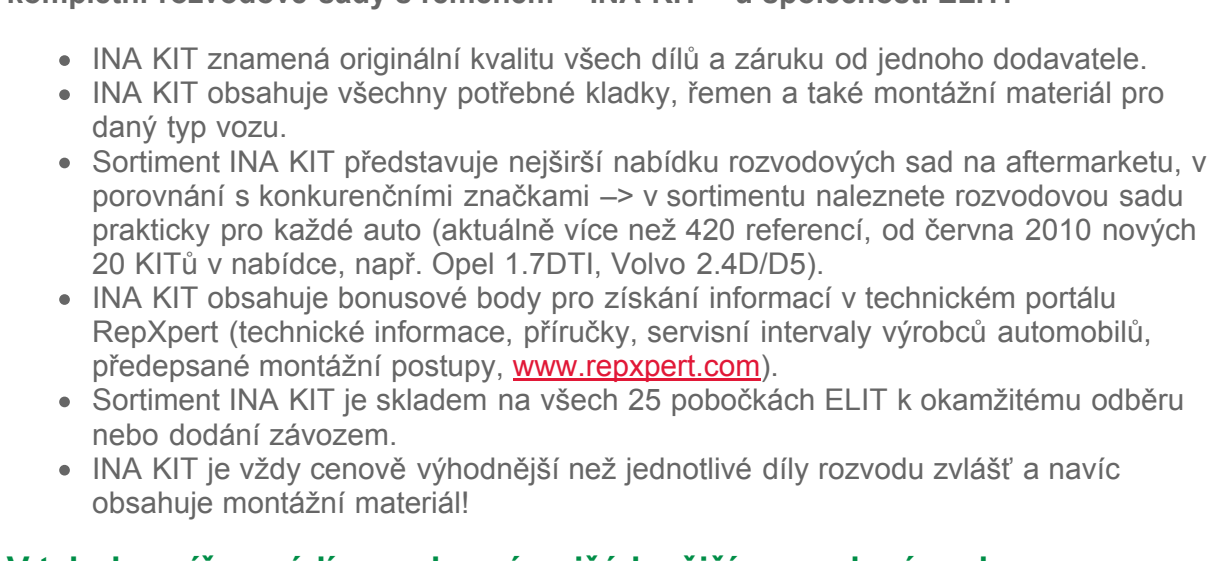 • INA KIT znamená originální kvalitu všech dílů a záruku od jednoho dodavatele.
• INA KIT obsahuje všechny potřebné kladky, řemen a také montážní materiál pro
daný typ vozu.
• Sortiment INA KIT představuje nejširší nabídku rozvodových sad na aftermarketu, v
porovnání s konkurenčními značkami –> v sortimentu naleznete rozvodovou sadu
prakticky pro každé auto (aktuálně více než 420 referencí, od června 2010 nových
20 KITů v nabídce, např. Opel 1.7DTI, Volvo 2.4D/D5).
• INA KIT obsahuje bonusové body pro získání informací v technickém portálu
RepXpert (technické informace, příručky, servisní intervaly výrobců automobilů,
předepsané montážní postupy, www.repxpert.com).
• Sortiment INA KIT je skladem na všech 25 pobočkách ELIT k okamžitému odběru
nebo dodání závozem.
• INA KIT je vždy cenově výhodnější než jednotlivé díly rozvodu zvlášť a navíc
obsahuje montážní materiál!